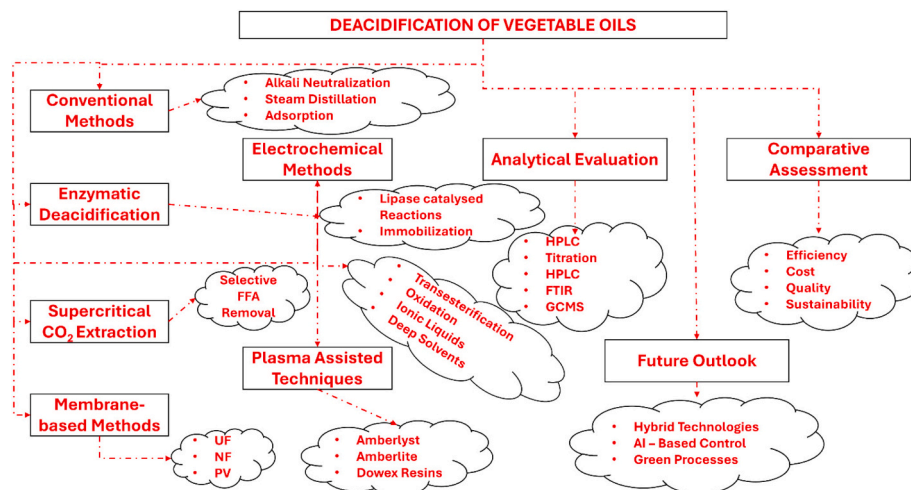 DEACIDIFICATION OF VEGETABLE OILS
Conventional
Methods
• Alkali Neutralization
• Steam Distillation
• Adsorption
Electrochemical
Methods
Analytical Evaluation
Comparative
Assessment
Enzymatic
Deacidification
• Lipase catalysed
Reactions
• Immobilization
• HPLC
• Titration
• HPLC
• FTIR
• GCMS
• Efficiency
• Cost
• Quality
• Sustainability
Supercritical
CO₂ Extraction
Selective
FFA
Removal
• Transesterification
• Oxidation
• Ionic Liquids
• Deep Solvents
Plasma Assisted
Techniques
Future Outlook
Membrane-
based Methods
• UF
• NF
• PV
• Amberlyst
• Amberlite
• Dowex Resins
• Hybrid Technologies
• AI – Based Control
• Green Processes